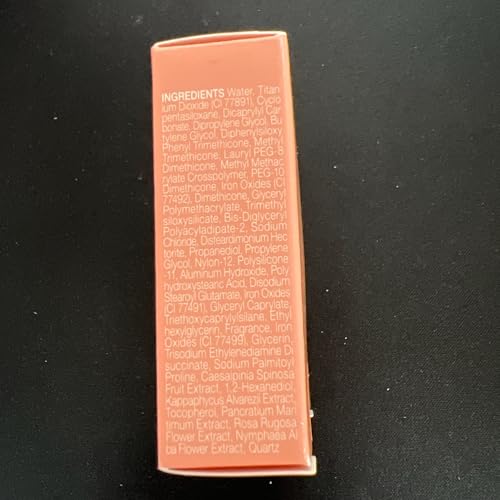 INGREDIENTS Water, Titan
ium Dioxide (CI 77891), Cyclo
pentasiloxane, Dicaprylyl Car
bonate, Dipropylene Glycol, Bu
tylene Glycol, Diphenylsiloxy
Phenyl Trimethicone, Methyl
Trimethicone, Lauryl PEG-8
Dimethicone, Methyl Methac
rylate Crosspolymer, PEG-10
Dimethicone, Iron Oxides (CI
77492), Dimethicone, Glyceryl
Polymethacrylate, Trimethyl
siloxysilicate, Bis-Diglyceryl
Polyacyladipate-2, Sodium
Chloride, Disteardimonium Hec
torite, Propanediol, Propylene
Glycol, Nylon-12, Polysilicone
-11, Aluminum Hydroxide, Poly
hydroxystearic Acid, Disodium
Stearoyl Glutamate, Iron Oxides
(CI 77491), Glyceryl Caprylate,
Triethoxycaprylylsilane, Ethyl
hexylglycerin, Fragrance, Iron
Oxides (CI 77499), Glycerin,
Trisodium Ethylenediamine Di
succinate, Sodium Palmitoyl
Proline, Caesalpinia Spinosa
Fruit Extract, 1,2-Hexanediol,
Kappaphycus Alvarezii Extract,
Tocopherol, Pancratium Mari
timum Extract, Rosa Rugosa
Flower Extract, Nymphaea Al
ba Flower Extract, Quartz